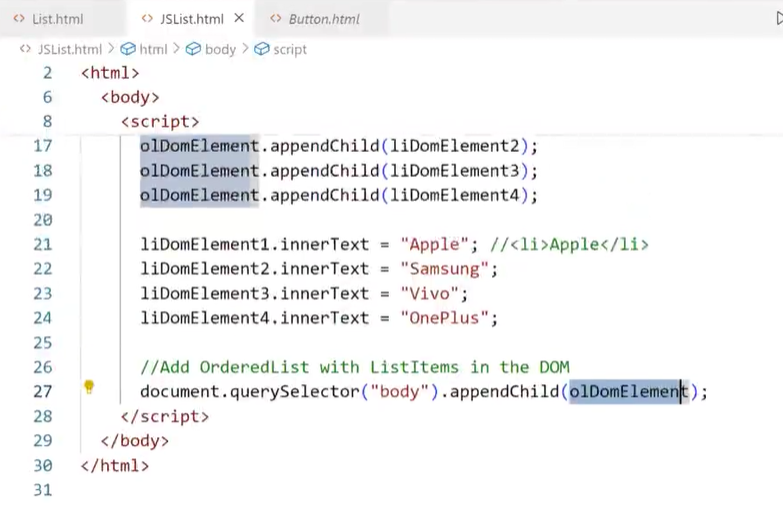 List.html JSList.html × Button.html
JSList.html > html > body > script
2 <html>
6 <body>
8 <script>
17 olDomElement.appendChild(liDomElement2);
18 olDomElement.appendChild(liDomElement3);
19 olDomElement.appendChild(liDomElement4);
20
21 liDomElement1.innerText = "Apple"; //<li>Apple</li>
22 liDomElement2.innerText = "Samsung";
23 liDomElement3.innerText = "Vivo";
24 liDomElement4.innerText = "OnePlus";
25
26 //Add OrderedList with ListItems in the DOM
27 document.querySelector("body").appendChild(olDomElement);
28 </script>
29 </body>
30 </html>
31